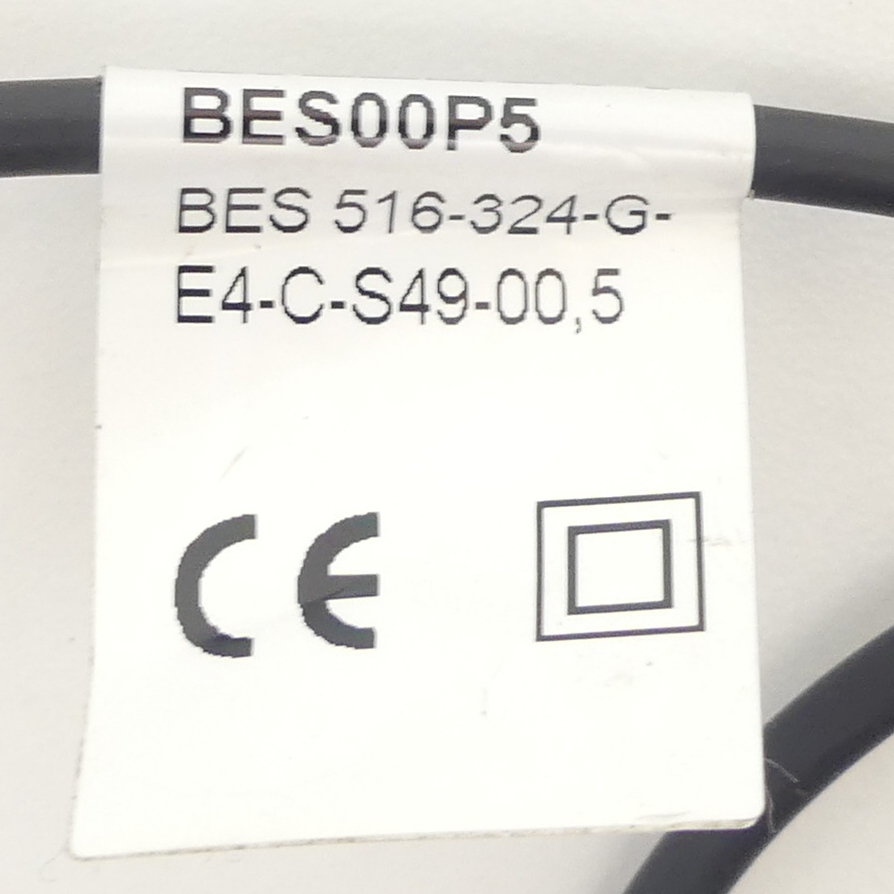 BES00P5
BES 516-324-G-
E4-C-S49-00,5
CE